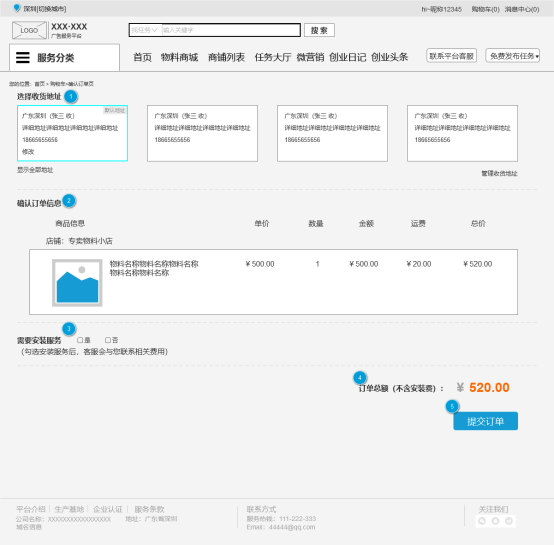 深圳[切换城市] hi~昵称12345 购物车(0) 消息中心(0)
LOGO XXX·XXX
广告服务平台
找任务 输入关键字 搜 索
服务分类 首页 物料商城 商铺列表 任务大厅 微营销 创业日记 创业头条 联系平台客服 免费发布任务
您的位置：首页 > 购物车>确认订单页
选择收货地址 1
默认地址
广东深圳（张三 收） 广东深圳（张三 收） 广东深圳（张三 收） 广东深圳（张三 收）
详细地址详细地址详细地址详细地址 详细地址详细地址详细地址详细地址 详细地址详细地址详细地址详细地址 详细地址详细地址详细地址详细地址
18665655656 18665655656 18665655656 18665655656
修改
显示全部地址 管理收货地址
确认订单信息 2
商品信息 单价 数量 金额 运费 总价
店铺：专卖物料小店
物料名称物料名称物料名称 ￥500.00 1 ￥500.00 ￥20.00 ￥520.00
物料名称物料名称
需要安装服务 3 是 否
（勾选安装服务后，客服会与您联系相关费用）
4
订单总额（不含安装费）： ￥ 520.00
5
提交订单
平台介绍 生产基地 企业认证 服务条款 联系方式 关注我们
公司名称：XXXXXXXXXXXXXXXX 地址：广东省深圳 服务热线：111-222-333
域名信息 Email：44444@qq.com